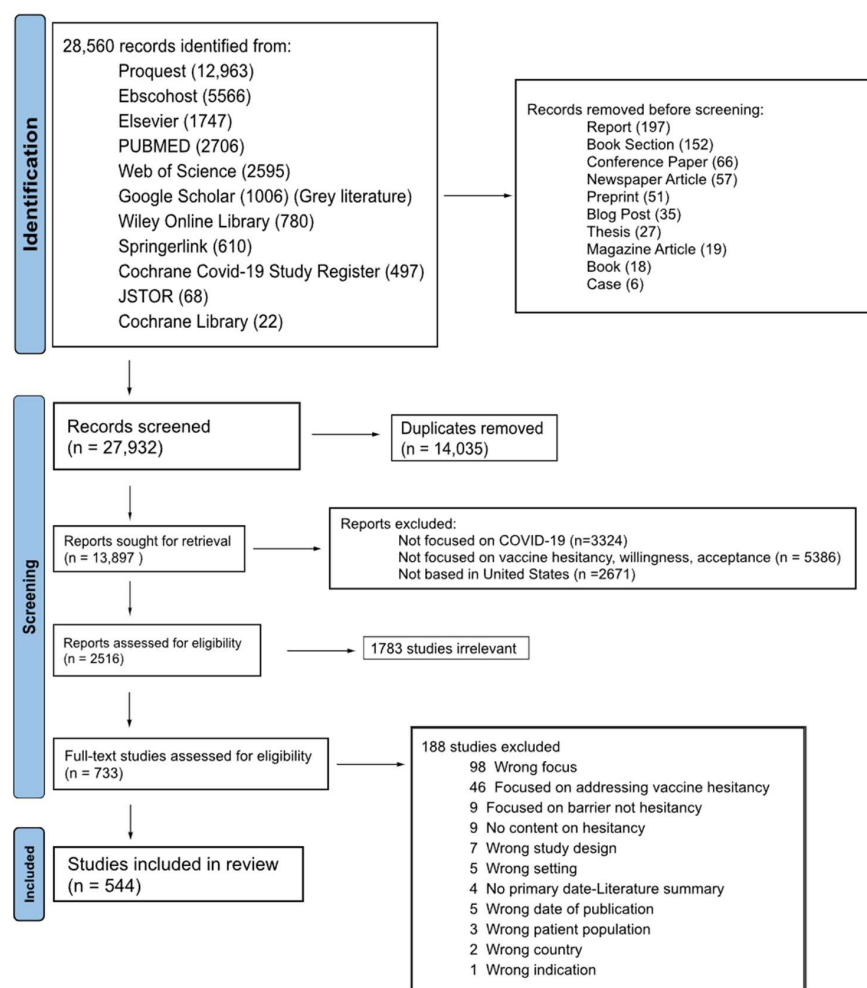 Identification
28,560 records identified from:
Proquest (12,963)
Ebscohost (5566)
Elsevier (1747)
PUBMED (2706)
Web of Science (2595)
Google Scholar (1006) (Grey literature)
Wiley Online Library (780)
Springerlink (610)
Cochrane Covid-19 Study Register (497)
JSTOR (68)
Cochrane Library (22)
Records removed before screening:
Report (197)
Book Section (152)
Conference Paper (66)
Newspaper Article (57)
Preprint (51)
Blog Post (35)
Thesis (27)
Magazine Article (19)
Book (18)
Case (6)
Screening
Records screened
(n = 27,932)
Duplicates removed
(n = 14,035)
Reports sought for retrieval
(n = 13,897 )
Reports excluded:
Not focused on COVID-19 (n=3324)
Not focused on vaccine hesitancy, willingness, acceptance (n = 5386)
Not based in United States (n =2671)
Reports assessed for eligibility
(n = 2516)
1783 studies irrelevant
Full-text studies assessed for eligibility
(n = 733)
188 studies excluded
98 Wrong focus
46 Focused on addressing vaccine hesitancy
9 Focused on barrier not hesitancy
9 No content on hesitancy
7 Wrong study design
5 Wrong setting
4 No primary date-Literature summary
5 Wrong date of publication
3 Wrong patient population
2 Wrong country
1 Wrong indication
Included
Studies included in review
(n = 544)